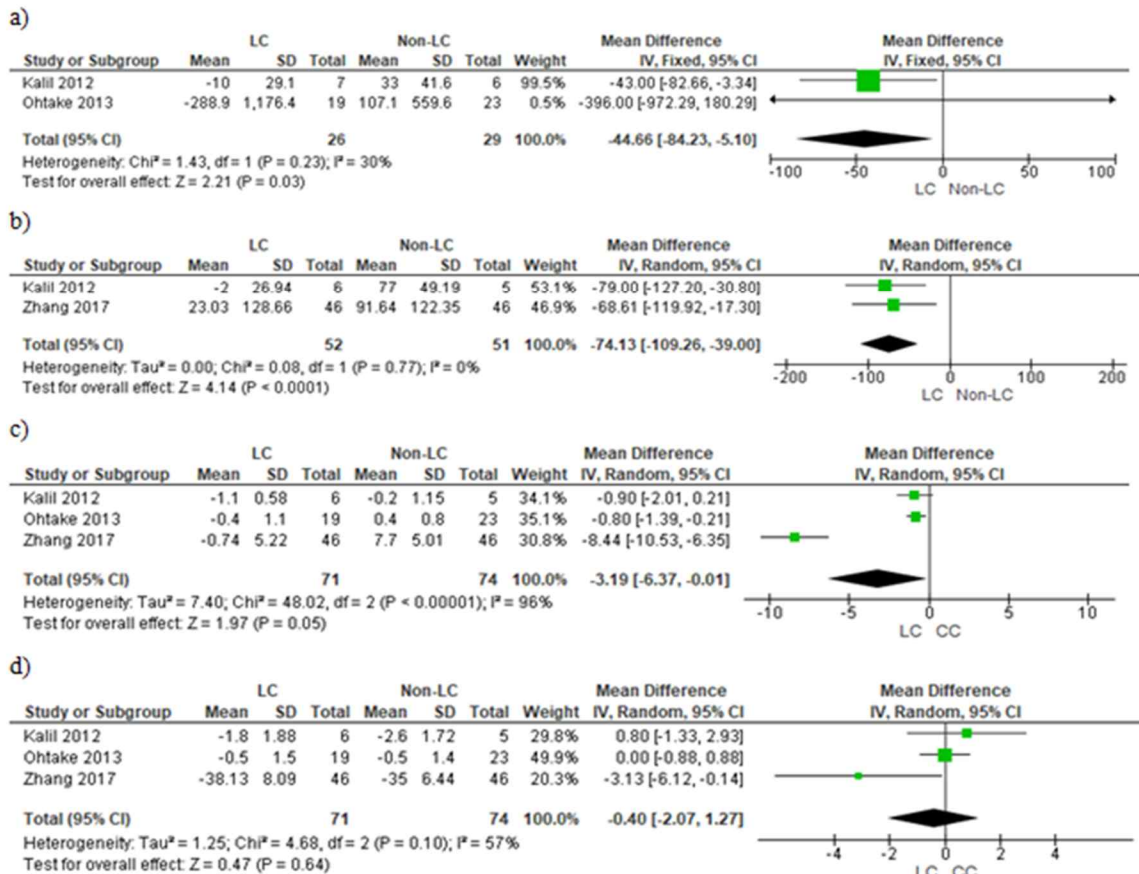 a)
LC Non-LC Mean Difference Mean Difference
Study or Subgroup Mean SD Total Mean SD Total Weight IV, Fixed, 95% CI IV, Fixed, 95% CI
Kalil 2012 -10 29.1 7 33 41.6 6 99.5% -43.00 [-82.66, -3.34]
Ohtake 2013 -288.9 1,176.4 19 107.1 559.6 23 0.5% -396.00 [-972.29, 180.29]
Total (95% CI) 26 29 100.0% -44.66 [-84.23, -5.10]
Heterogeneity: Chi² = 1.43, df = 1 (P = 0.23); I² = 30%
Test for overall effect: Z = 2.21 (P = 0.03)
-100 -50 0 50 100
LC Non-LC
b)
LC Non-LC Mean Difference Mean Difference
Study or Subgroup Mean SD Total Mean SD Total Weight IV, Random, 95% CI IV, Random, 95% CI
Kalil 2012 -2 26.94 6 77 49.19 5 53.1% -79.00 [-127.20, -30.80]
Zhang 2017 23.03 128.66 46 91.64 122.35 46 46.9% -68.61 [-119.92, -17.30]
Total (95% CI) 52 51 100.0% -74.13 [-109.26, -39.00]
Heterogeneity: Tau² = 0.00; Chi² = 0.08, df = 1 (P = 0.77); I² = 0%
Test for overall effect: Z = 4.14 (P < 0.0001)
-200 -100 0 100 200
LC Non-LC
c)
LC Non-LC Mean Difference Mean Difference
Study or Subgroup Mean SD Total Mean SD Total Weight IV, Random, 95% CI IV, Random, 95% CI
Kalil 2012 -1.1 0.58 6 -0.2 1.15 5 34.1% -0.90 [-2.01, 0.21]
Ohtake 2013 -0.4 1.1 19 0.4 0.8 23 35.1% -0.80 [-1.39, -0.21]
Zhang 2017 -0.74 5.22 46 7.7 5.01 46 30.8% -8.44 [-10.53, -6.35]
Total (95% CI) 71 74 100.0% -3.19 [-6.37, -0.01]
Heterogeneity: Tau² = 7.40; Chi² = 48.02, df = 2 (P < 0.00001); I² = 96%
Test for overall effect: Z = 1.97 (P = 0.05)
-10 -5 0 5 10
LC CC
d)
LC Non-LC Mean Difference Mean Difference
Study or Subgroup Mean SD Total Mean SD Total Weight IV, Random, 95% CI IV, Random, 95% CI
Kalil 2012 -1.8 1.88 6 -2.6 1.72 5 29.8% 0.80 [-1.33, 2.93]
Ohtake 2013 -0.5 1.5 19 -0.5 1.4 23 49.9% 0.00 [-0.88, 0.88]
Zhang 2017 -38.13 8.09 46 -35 6.44 46 20.3% -3.13 [-6.12, -0.14]
Total (95% CI) 71 74 100.0% -0.40 [-2.07, 1.27]
Heterogeneity: Tau² = 1.25; Chi² = 4.68, df = 2 (P = 0.10); I² = 57%
Test for overall effect: Z = 0.47 (P = 0.64)
-4 -2 0 2 4
LC CC